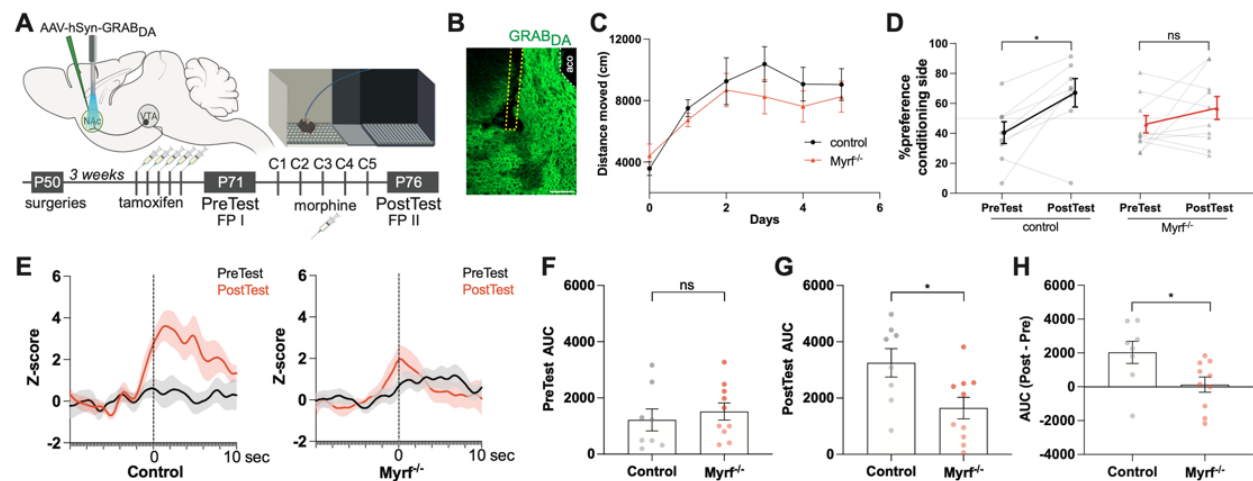 A
AAV-hSyn-GRABDA
NAc
VTA
C1 C2 C3 C4 C5
P50
3 weeks
P71
P76
surgeries
tamoxifen
PreTest
FP I
morphine
PostTest
FP II
B
GRABDA
aco
C
Distance moved (cm)
12000
8000
4000
0 2 4 6
Days
control
Myrf-/-
D
%preference
conditioning side
100
80
60
40
20
0
*
ns
PreTest PostTest PreTest PostTest
control Myrf-/-
E
Z-score
6
4
2
0
-2
PreTest
PostTest
-10 0 10 sec
Control
Z-score
6
4
2
0
-2
PreTest
PostTest
-10 0 10 sec
Myrf-/-
F
PreTest AUC
6000
4000
2000
0
ns
Control Myrf-/-
G
PostTest AUC
6000
4000
2000
0
*
Control Myrf-/-
H
AUC (Post - Pre)
6000
4000
2000
0
-2000
-4000
*
Control Myrf-/-